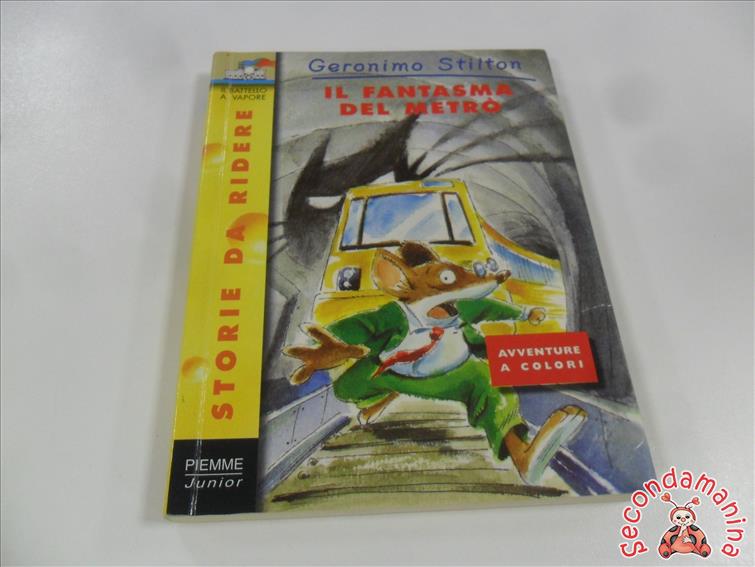 Geronimo Stilton
IL FANTASMA
DEL METRÒ
IL BATTELLO
A VAPORE
STORIE DA RIDERE
AVVENTURE
A COLORI
PIEMME
Junior
Secondamanina